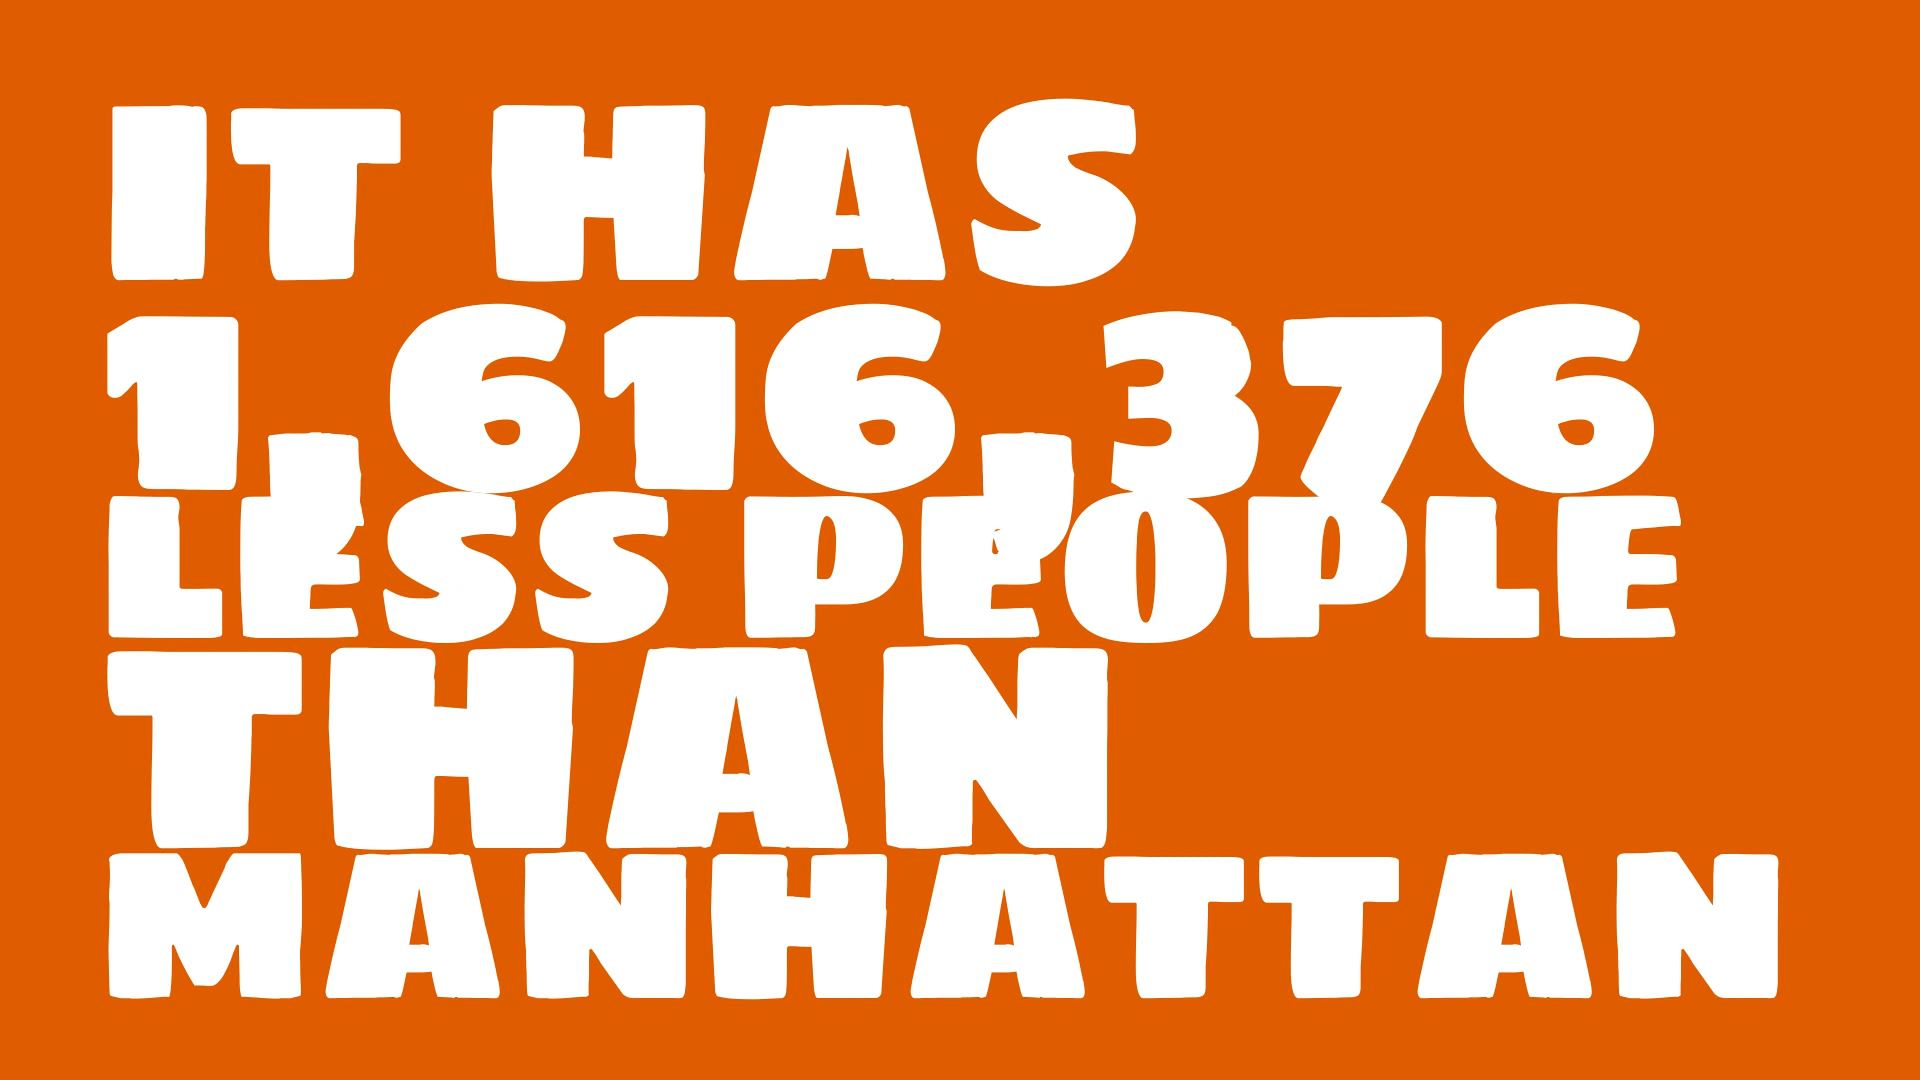 IT HAS
1,616,376
LESS PEOPLE
THAN
MANHATTAN